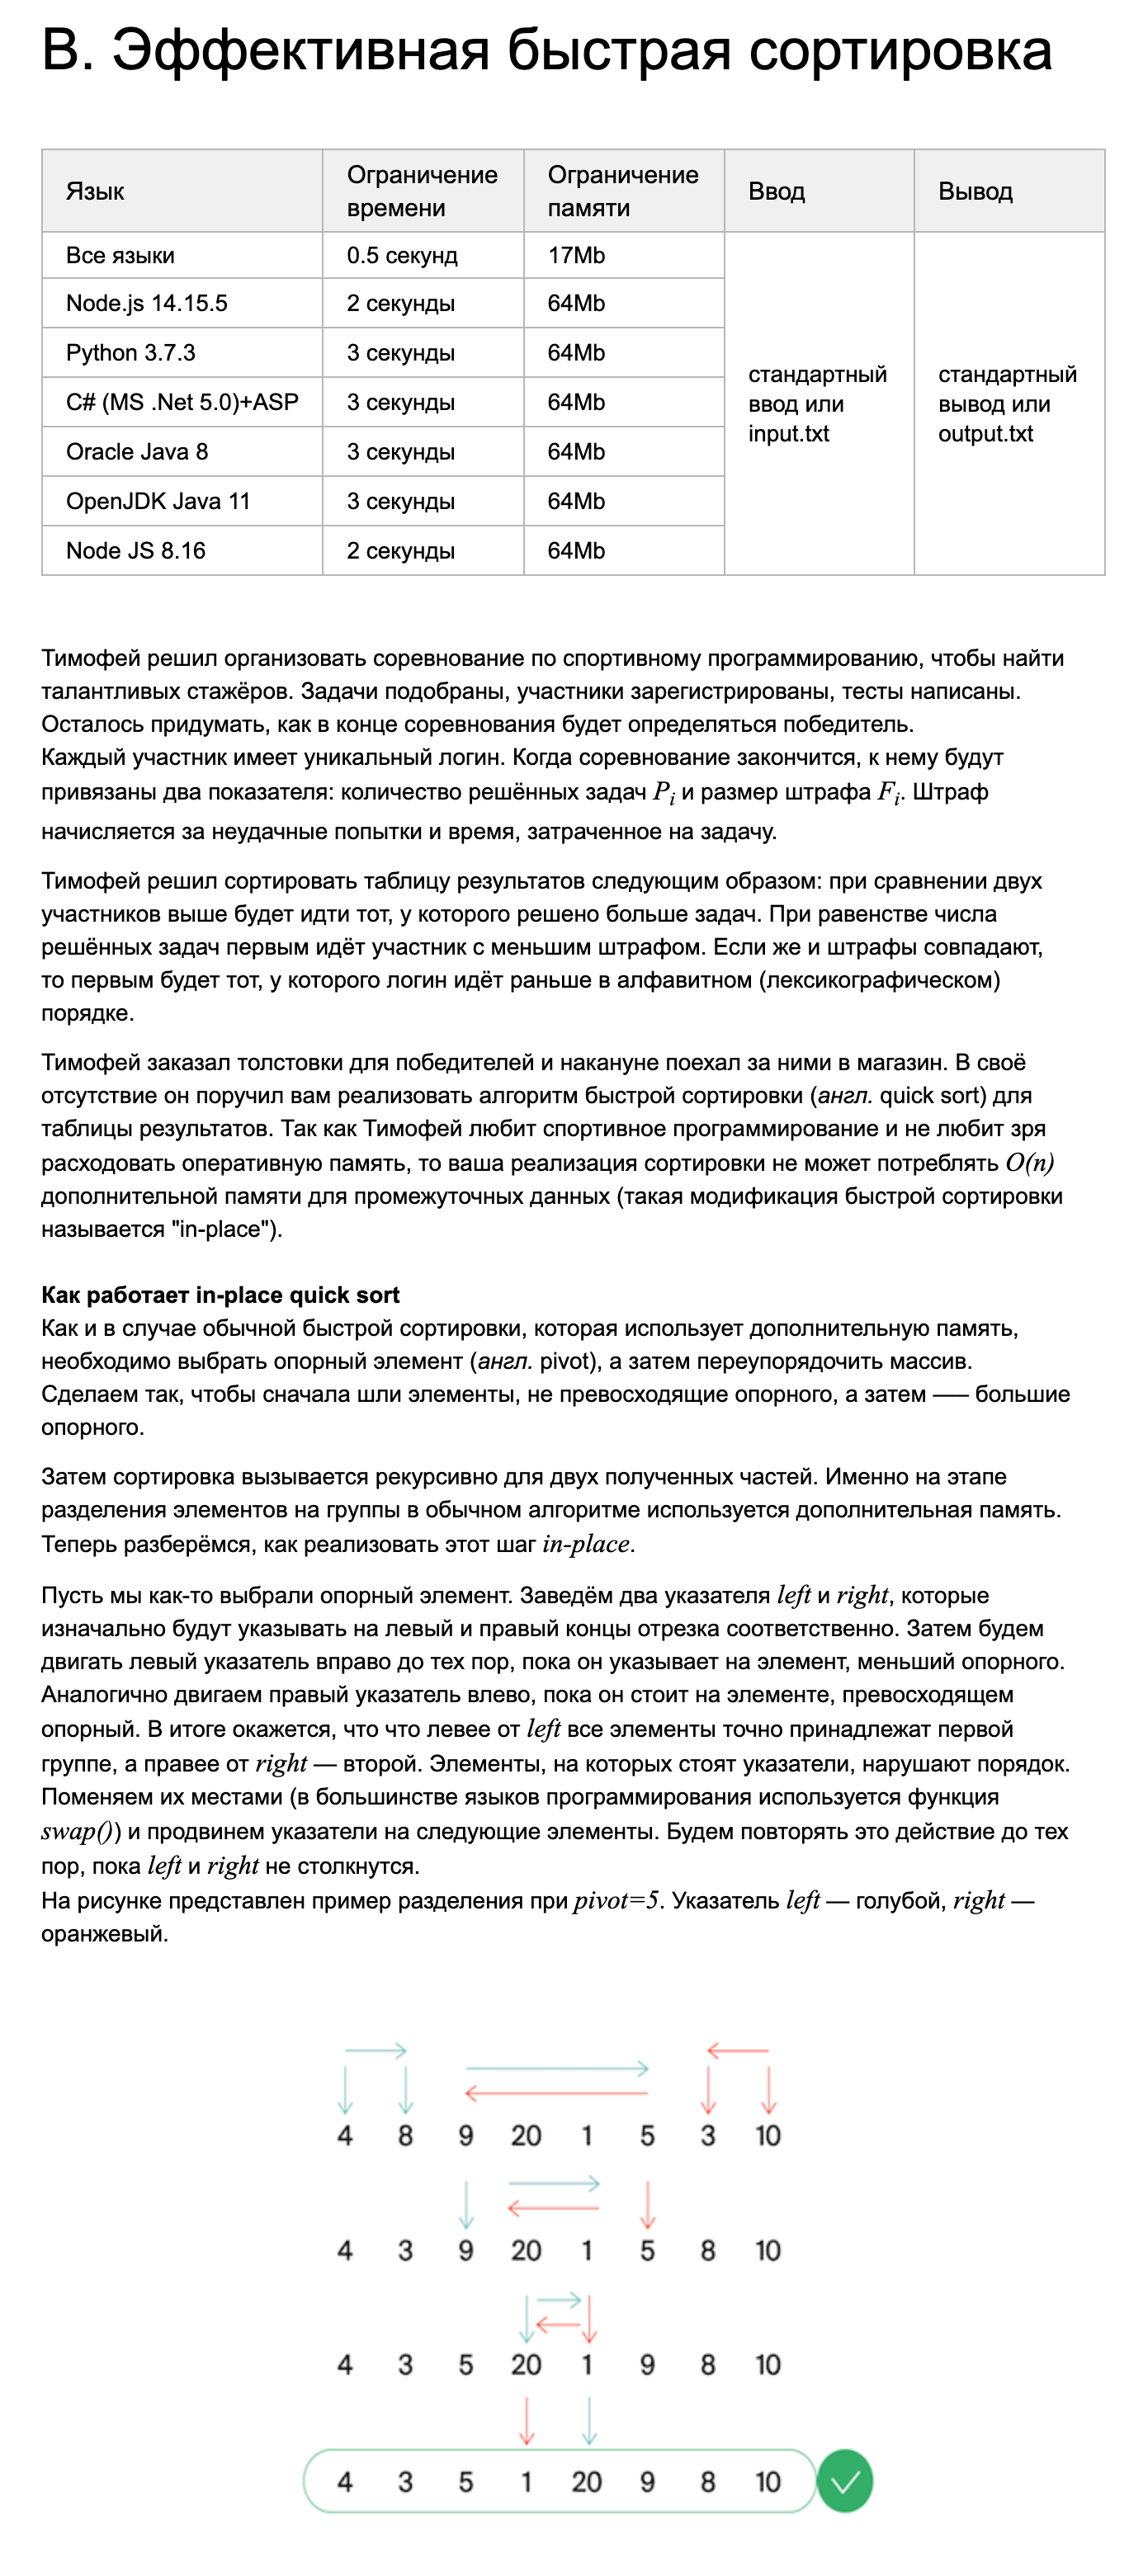 В. Эффективная быстрая сортировка
Язык
Ограничение
времени
Ограничение
памяти
Ввод
Вывод
Все языки
0.5 секунд
17Mb
стандартный
ввод или
input.txt
стандартный
вывод или
output.txt
Node.js 14.15.5
2 секунды
64Mb
Python 3.7.3
3 секунды
64Mb
C# (MS .Net 5.0)+ASP
3 секунды
64Mb
Oracle Java 8
3 секунды
64Mb
OpenJDK Java 11
3 секунды
64Mb
Node JS 8.16
2 секунды
64Mb
Тимофей решил организовать соревнование по спортивному программированию, чтобы найти
талантливых стажёров. Задачи подобраны, участники зарегистрированы, тесты написаны.
Осталось придумать, как в конце соревнования будет определяться победитель.
Каждый участник имеет уникальный логин. Когда соревнование закончится, к нему будут
привязаны два показателя: количество решённых задач Pi и размер штрафа Fi. Штраф
начисляется за неудачные попытки и время, затраченное на задачу.
Тимофей решил сортировать таблицу результатов следующим образом: при сравнении двух
участников выше будет идти тот, у которого решено больше задач. При равенстве числа
решённых задач первым идёт участник с меньшим штрафом. Если же и штрафы совпадают,
то первым будет тот, у которого логин идёт раньше в алфавитном (лексикографическом)
порядке.
Тимофей заказал толстовки для победителей и накануне поехал за ними в магазин. В своё
отсутствие он поручил вам реализовать алгоритм быстрой сортировки (англ. quick sort) для
таблицы результатов. Так как Тимофей любит спортивное программирование и не любит зря
расходовать оперативную память, то ваша реализация сортировки не может потреблять O(n)
дополнительной памяти для промежуточных данных (такая модификация быстрой сортировки
называется "in-place").
Как работает in-place quick sort
Как и в случае обычной быстрой сортировки, которая использует дополнительную память,
необходимо выбрать опорный элемент (англ. pivot), а затем переупорядочить массив.
Сделаем так, чтобы сначала шли элементы, не превосходящие опорного, а затем —– большие
опорного.
Затем сортировка вызывается рекурсивно для двух полученных частей. Именно на этапе
разделения элементов на группы в обычном алгоритме используется дополнительная память.
Теперь разберёмся, как реализовать этот шаг in-place.
Пусть мы как-то выбрали опорный элемент. Заведём два указателя left и right, которые
изначально будут указывать на левый и правый концы отрезка соответственно. Затем будем
двигать левый указатель вправо до тех пор, пока он указывает на элемент, меньший опорного.
Аналогично двигаем правый указатель влево, пока он стоит на элементе, превосходящем
опорный. В итоге окажется, что что левее от left все элементы точно принадлежат первой
группе, а правее от right — второй. Элементы, на которых стоят указатели, нарушают порядок.
Поменяем их местами (в большинстве языков программирования используется функция
swap()) и продвинем указатели на следующие элементы. Будем повторять это действие до тех
пор, пока left и right не столкнутся.
На рисунке представлен пример разделения при pivot=5. Указатель left — голубой, right —
оранжевый.
4 8 9 20 1 5 3 10
4 3 9 20 1 5 8 10
4 3 5 20 1 9 8 10
4 3 5 1 20 9 8 10